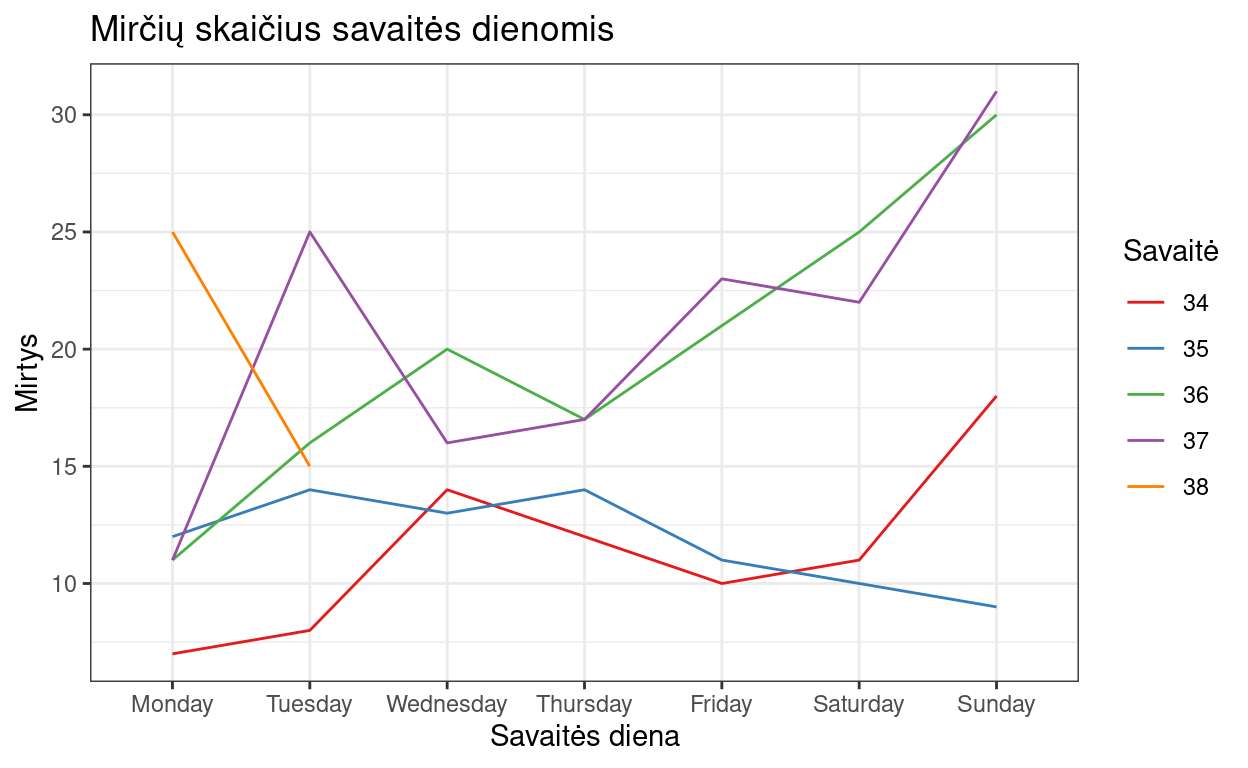 Mirčių skaičius savaitės dienomis
Mirtys
30
25
20
15
10
Monday Tuesday Wednesday Thursday Friday Saturday Sunday
Savaitės diena
Savaitė
34
35
36
37
38